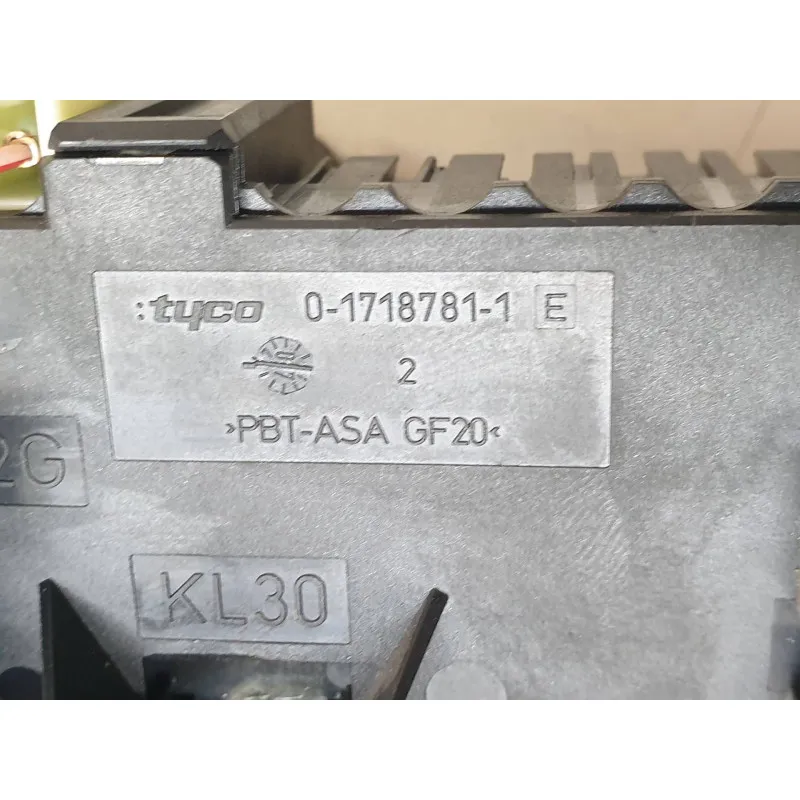 :tyco 0-1718781-1 E
2
>PBT-ASA GF20<
2G
KL30